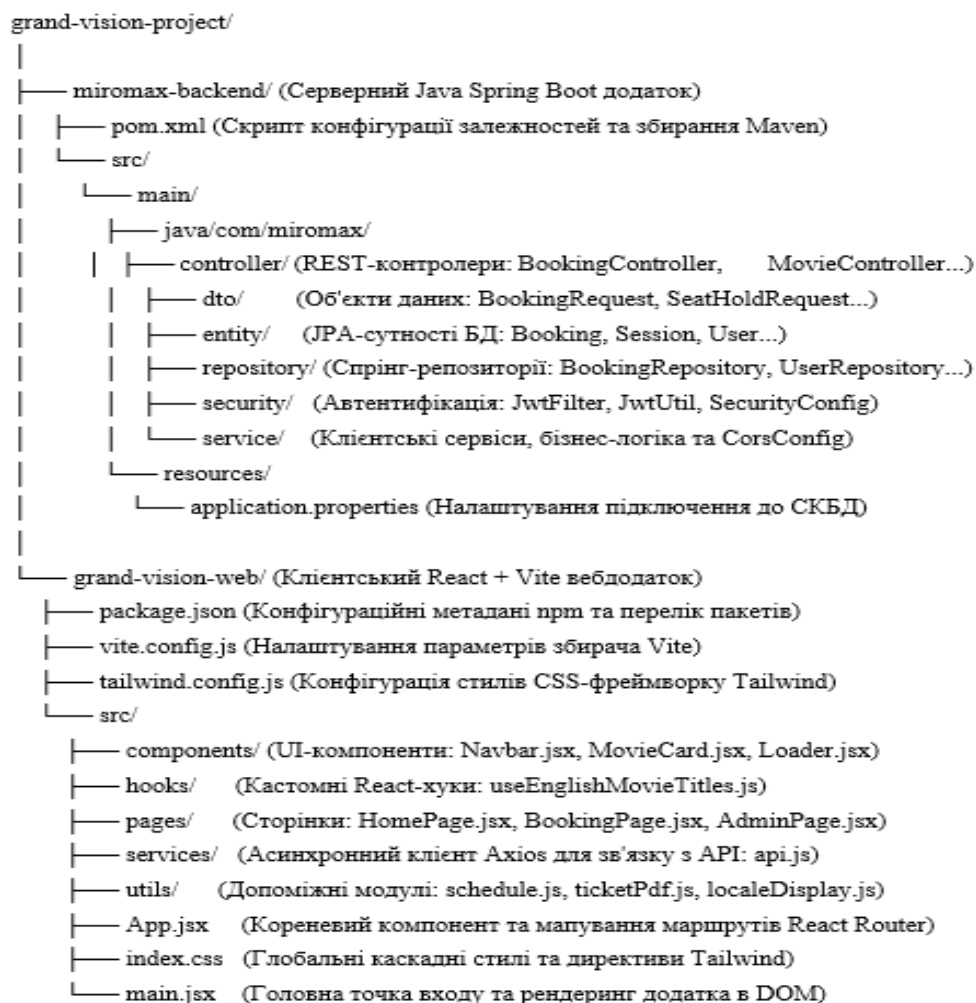 grand-vision-project/
│
├── miromax-backend/ (Серверний Java Spring Boot додаток)
│   ├── pom.xml (Скрипт конфігурації залежностей та збирання Maven)
│   └── src/
│       └── main/
│           ├── java/com/miromax/
│       │   ├── controller/ (REST-контролери: BookingController,      MovieController...)
│           │   ├── dto/      (Об'єкти даних: BookingRequest, SeatHoldRequest...)
│           │   ├── entity/    (JPA-сутності БД: Booking, Session, User...)
│           │   ├── repository/ (Спрінг-репозиторії: BookingRepository, UserRepository...)
│           │   ├── security/   (Автентифікація: JwtFilter, JwtUtil, SecurityConfig)
│           │   └── service/    (Клієнтські сервіси, бізнес-логіка та CorsConfig)
│           └── resources/
│               └── application.properties (Налаштування підключення до СКБД)
│
└── grand-vision-web/ (Клієнтський React + Vite вебдодаток)
    ├── package.json (Конфігураційні метадані npm та перелік пакетів)
    ├── vite.config.js (Налаштування параметрів збирача Vite)
    ├── tailwind.config.js (Конфігурація стилів CSS-фреймворку Tailwind)
    └── src/
        ├── components/ (UI-компоненти: Navbar.jsx, MovieCard.jsx, Loader.jsx)
        ├── hooks/     (Кастомні React-хуки: useEnglishMovieTitles.js)
        ├── pages/     (Сторінки: HomePage.jsx, BookingPage.jsx, AdminPage.jsx)
        ├── services/   (Асинхронний клієнт Axios для зв'язку з API: api.js)
        ├── utils/     (Допоміжні модулі: schedule.js, ticketPdf.js, localeDisplay.js)
        ├── App.jsx    (Кореневий компонент та мапування маршрутів React Router)
        ├── index.css   (Глобальні каскадні стилі та директиви Tailwind)
        └── main.jsx   (Головна точка входу та рендеринг додатка в DOM)